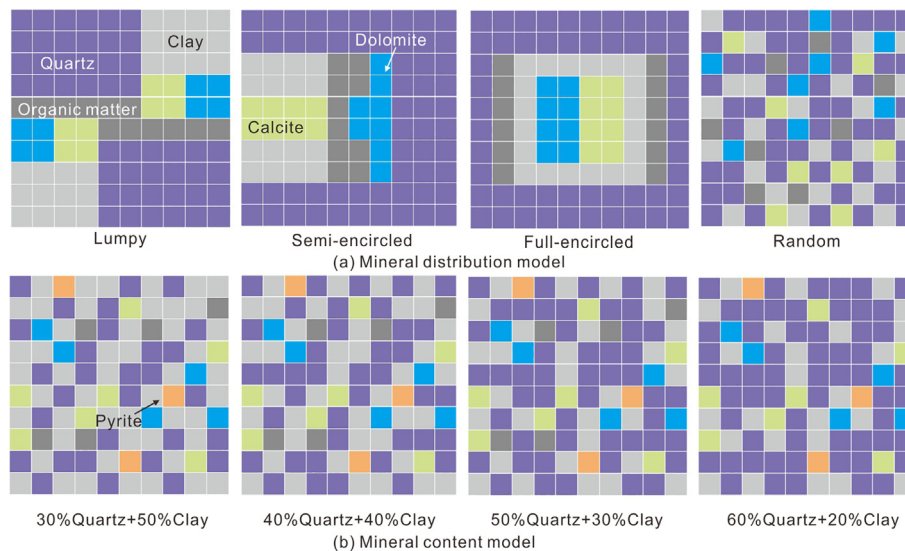 Clay
Quartz
Organic matter
Dolomite
Calcite
Lumpy
Semi-encircled
Full-encircled
Random
(a) Mineral distribution model
Pyrite
30%Quartz+50%Clay
40%Quartz+40%Clay
50%Quartz+30%Clay
60%Quartz+20%Clay
(b) Mineral content model